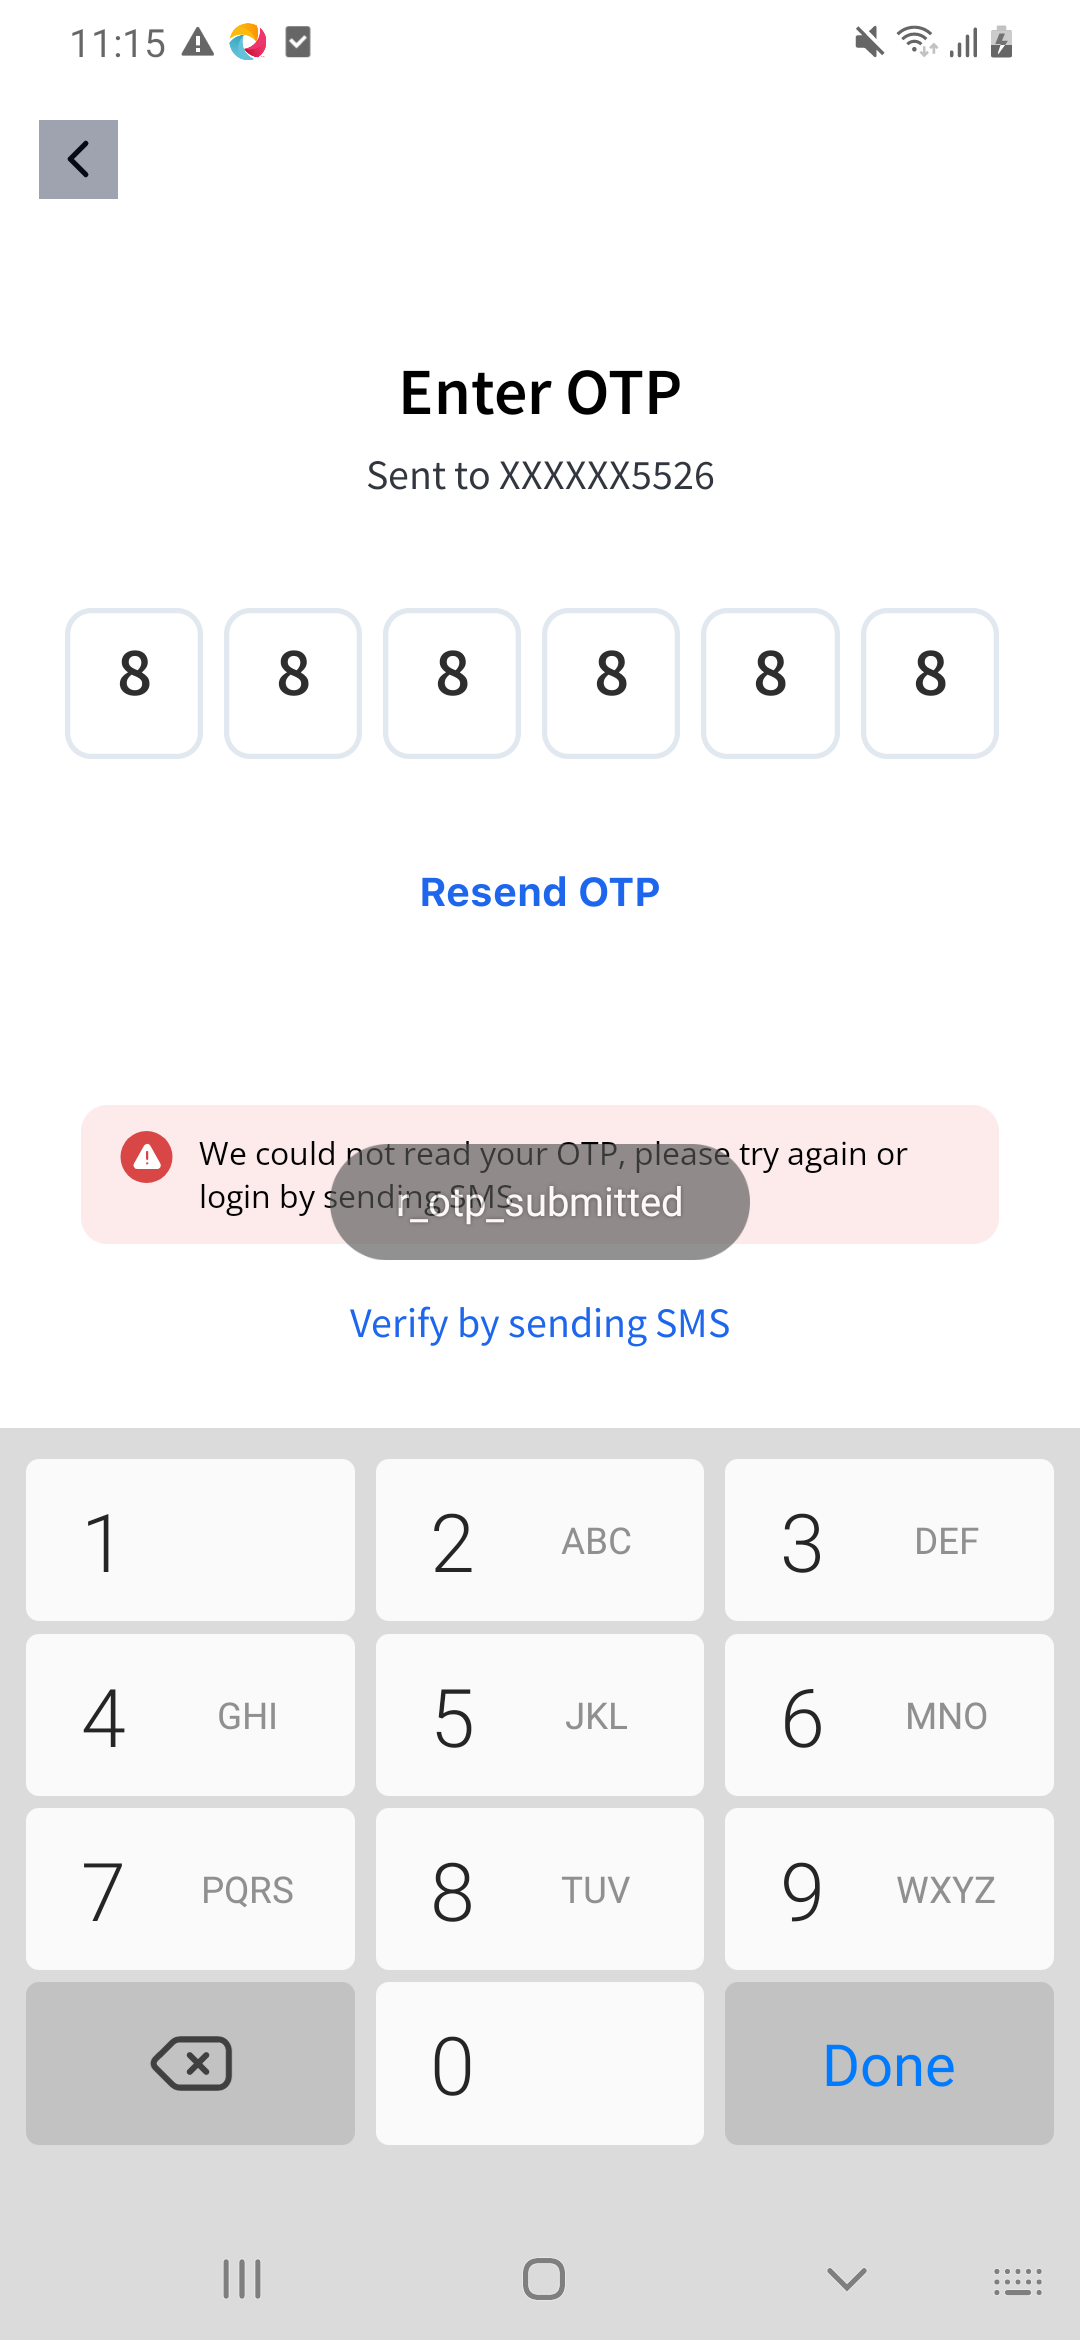 11:15
Enter OTP
Sent to XXXXXX5526
8 8 8 8 8 8
Resend OTP
We could not read your OTP, please try again or
login by sending SMS
r_otp_submitted
Verify by sending SMS
1 2 ABC 3 DEF
4 GHI 5 JKL 6 MNO
7 PQRS 8 TUV 9 WXYZ
0 Done